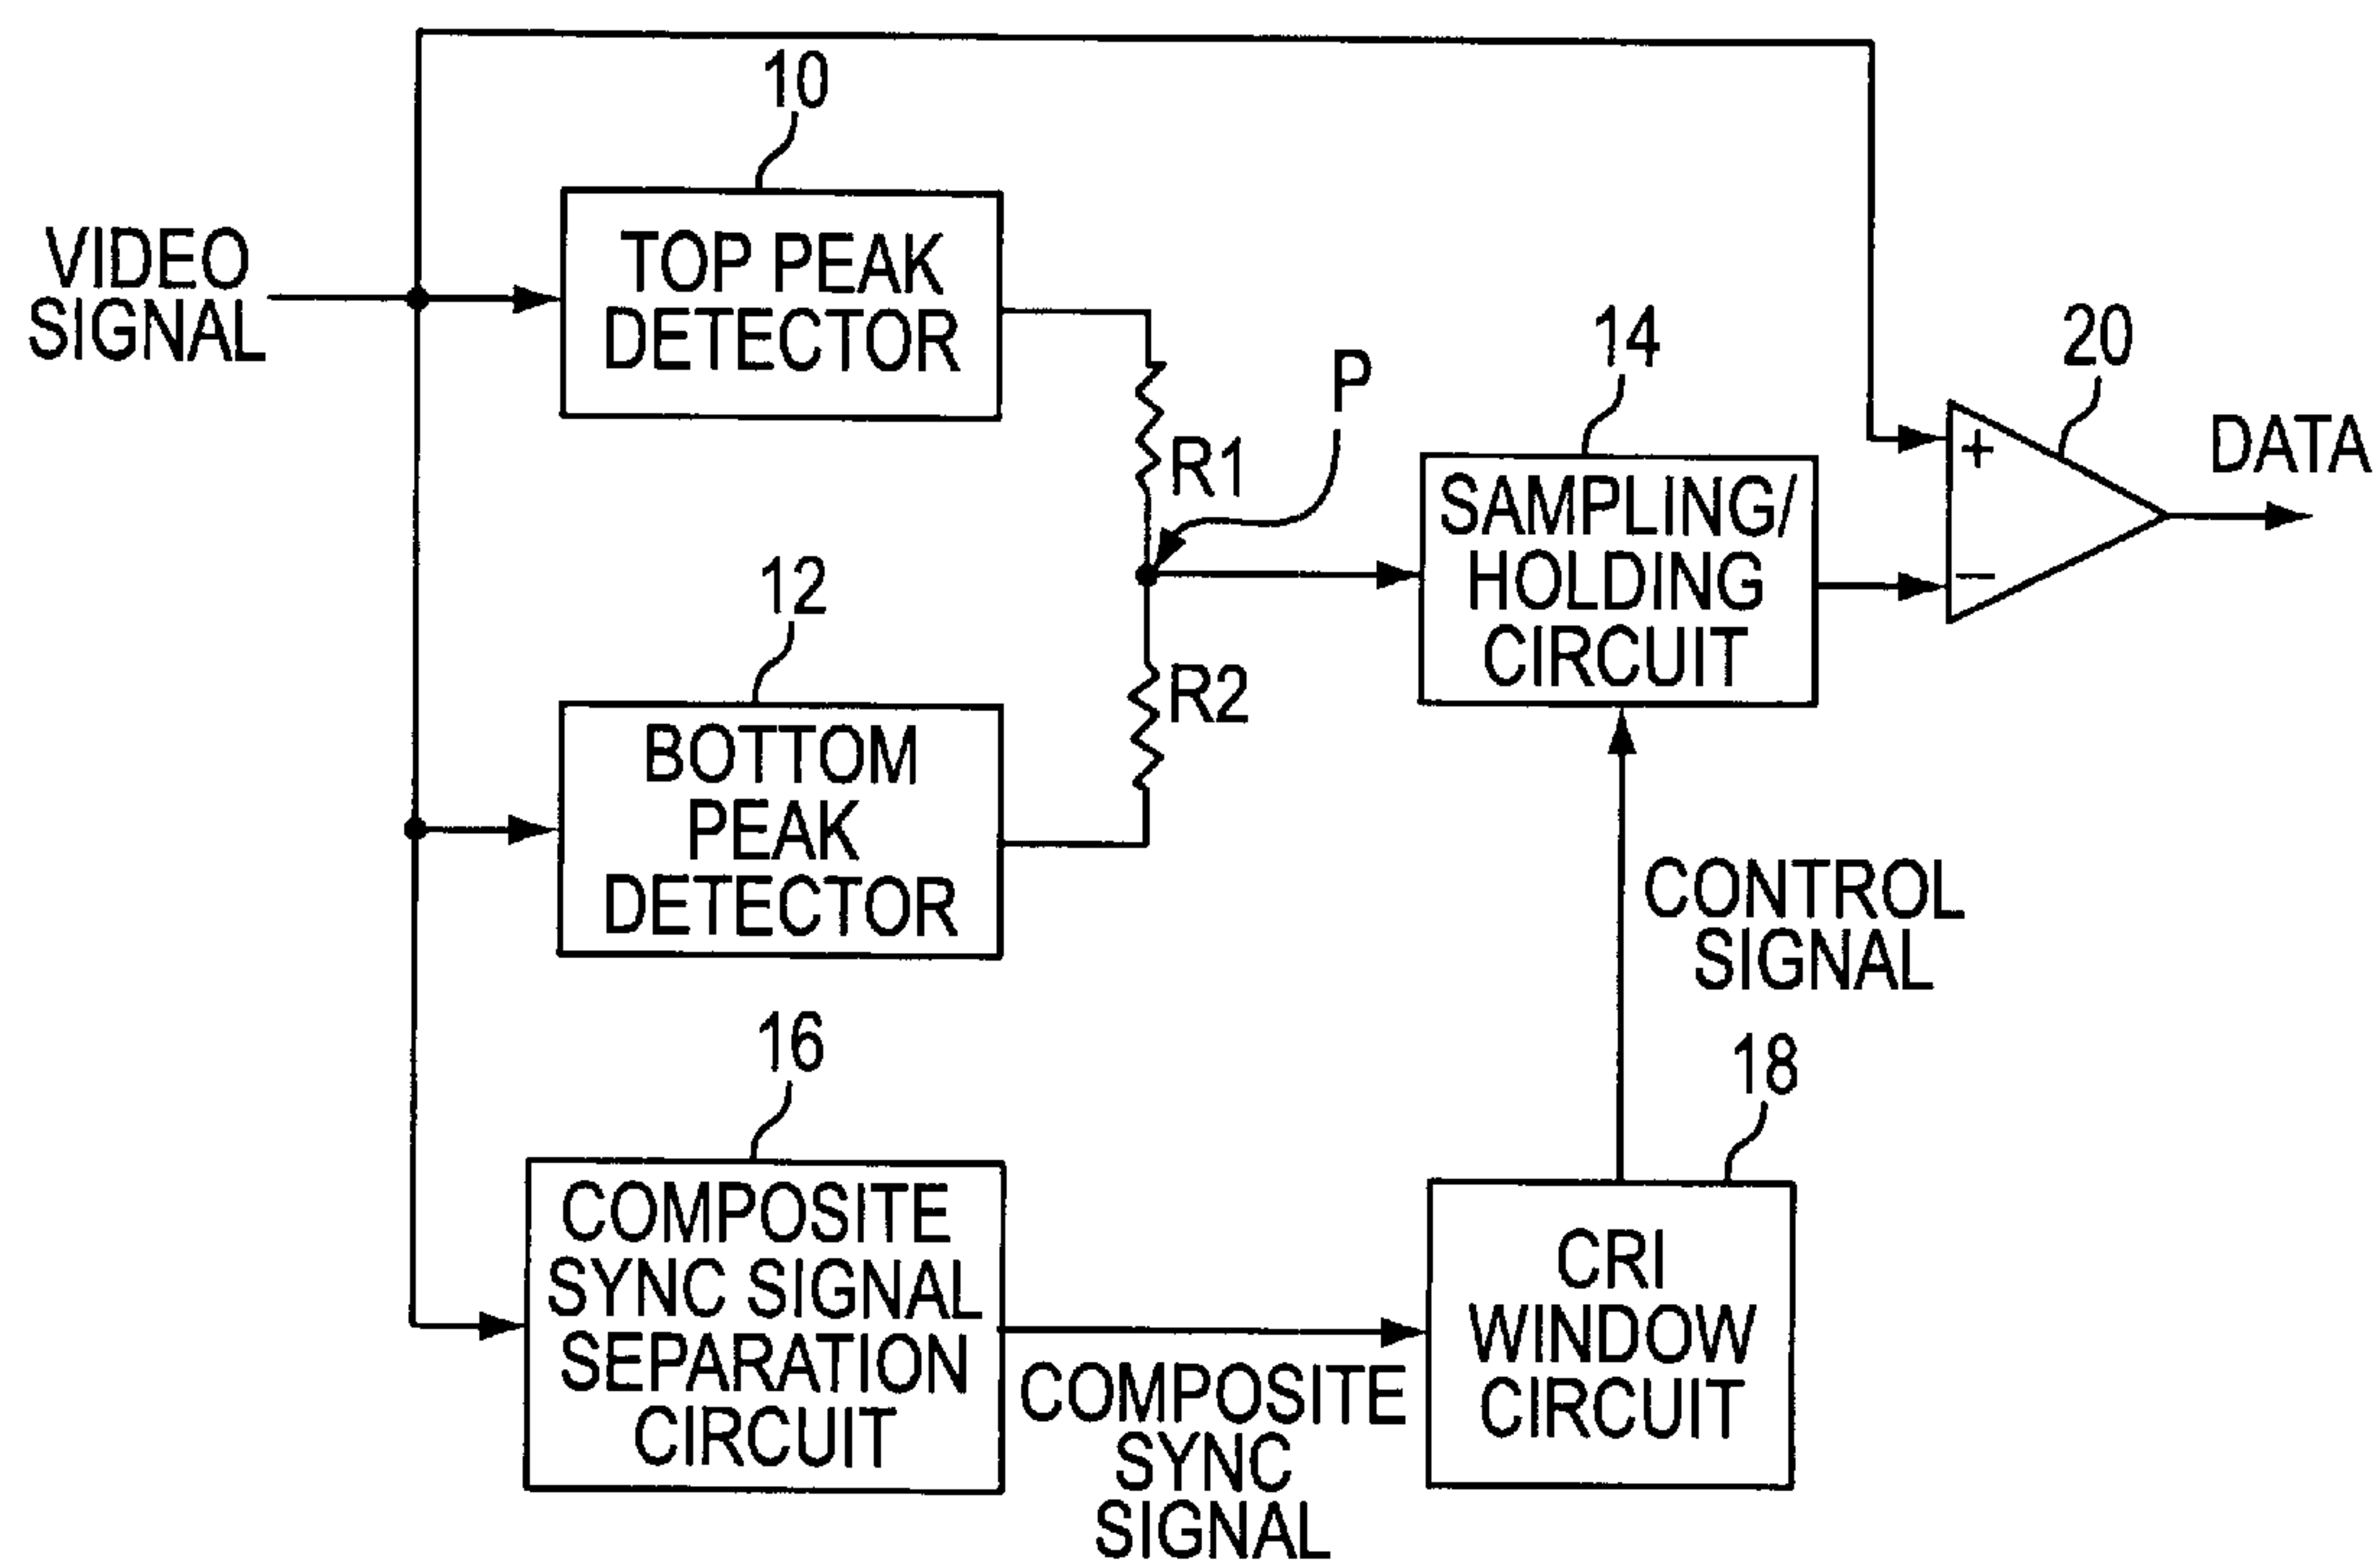 10
VIDEO
SIGNAL
TOP PEAK
DETECTOR
R1
P
14
20
DATA
+
−
SAMPLING/
HOLDING
CIRCUIT
12
R2
BOTTOM
PEAK
DETECTOR
CONTROL
SIGNAL
16
18
COMPOSITE
SYNC SIGNAL
SEPARATION
CIRCUIT
COMPOSITE
SYNC
SIGNAL
CRI
WINDOW
CIRCUIT